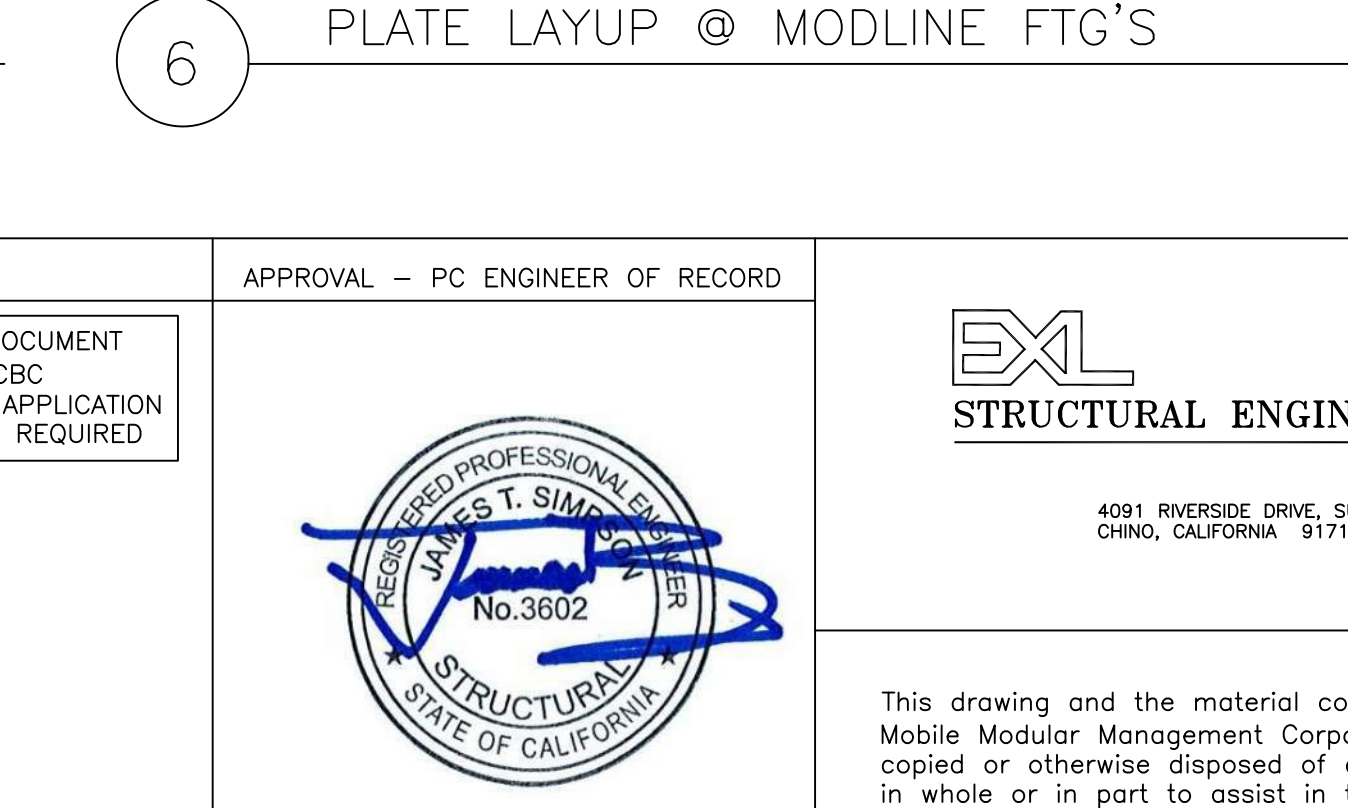 6
PLATE LAYUP @ MODLINE FTG'S
OCUMENT
CBC
APPLICATION
REQUIRED
APPROVAL – PC ENGINEER OF RECORD
REGISTERED PROFESSIONAL ENGINEER
JAMES T. SIMPSON
No.3602
STRUCTURAL
STATE OF CALIFORNIA
EXL
STRUCTURAL ENGIN
4091 RIVERSIDE DRIVE, SU
CHINO, CALIFORNIA 9171
This drawing and the material co
Mobile Modular Management Corpo
copied or otherwise disposed of
in whole or in part to assist in